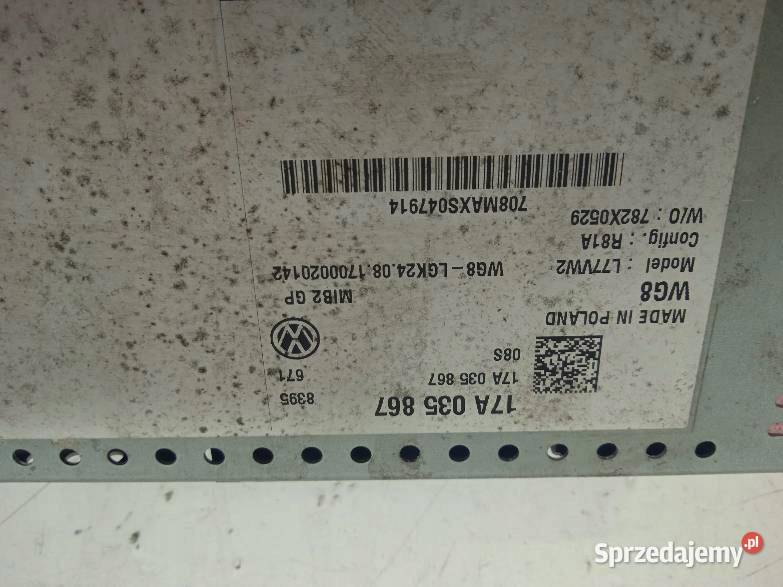 17A 035 867
8395
17A 035 867
671
08S
MADE IN POLAND
WG8
MIB2 GP
Model : L77VW2
WG8-LGK24.08.1700020142
Config. : R81A
W/O : 782X0529
708MAXS047914
Sprzedajemy.pl